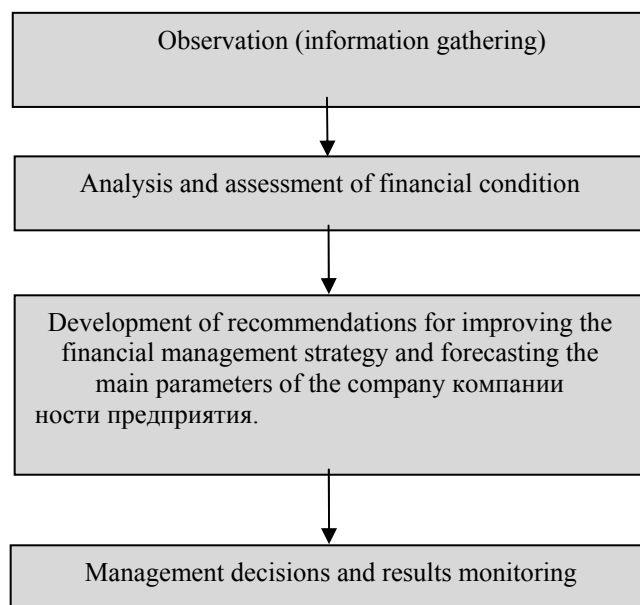 Observation (information gathering)
Analysis and assessment of financial condition
Development of recommendations for improving the
financial management strategy and forecasting the
main parameters of the company компании
ности предприятия.
Management decisions and results monitoring